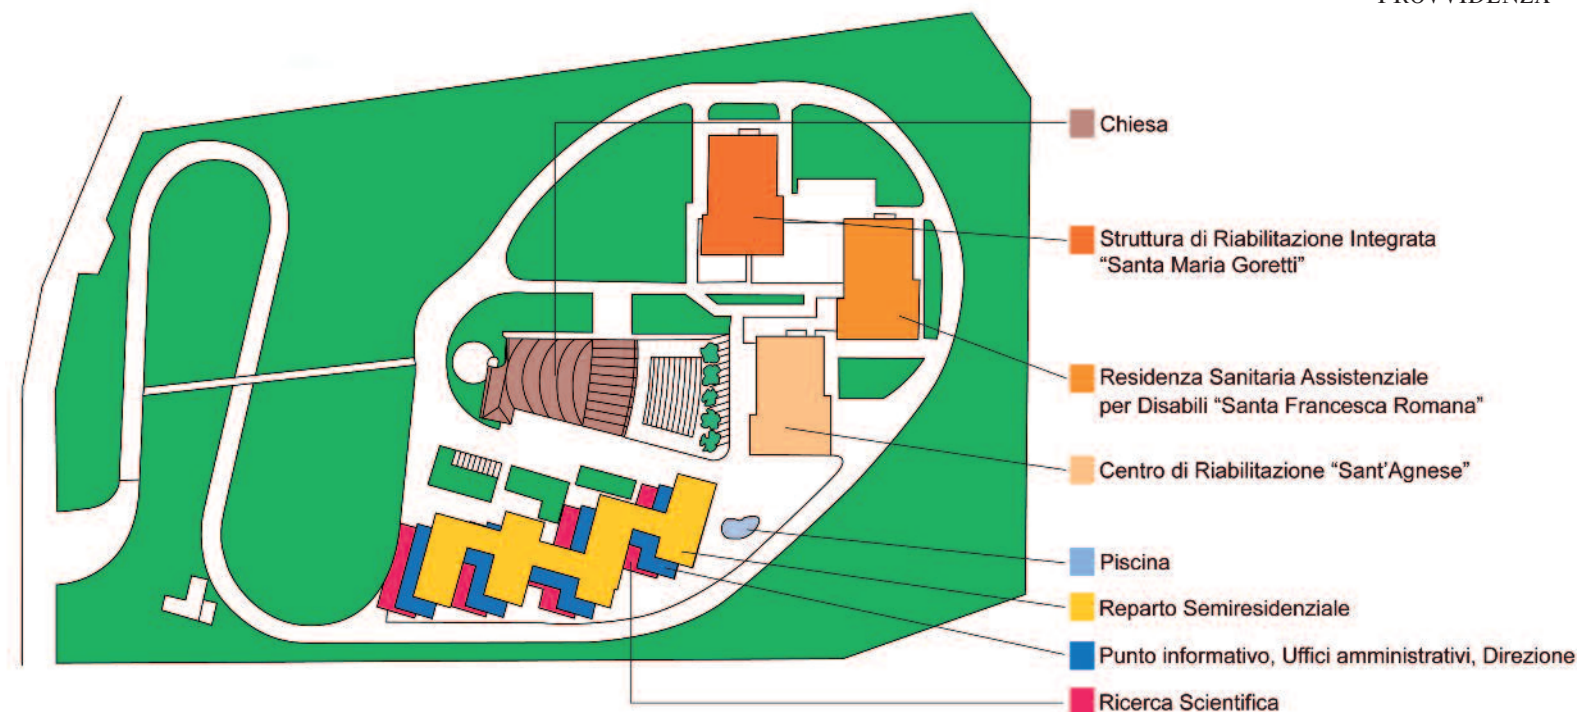 PROVVIDENZA
Chiesa
Struttura di Riabilitazione Integrata
“Santa Maria Goretti”
Residenza Sanitaria Assistenziale
per Disabili “Santa Francesca Romana”
Centro di Riabilitazione “Sant’Agnese”
Piscina
Reparto Semiresidenziale
Punto informativo, Uffici amministrativi, Direzione
Ricerca Scientifica